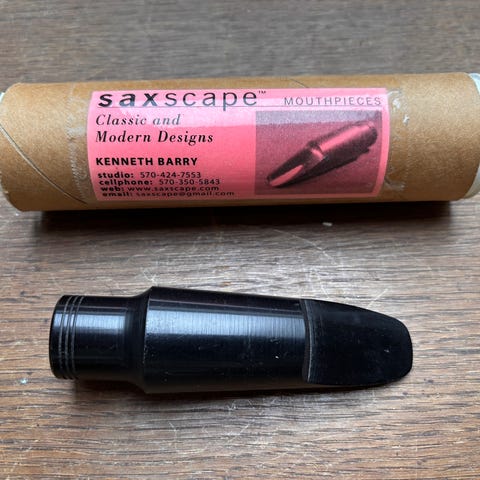 saxscape™ MOUTHPIECES
Classic and
Modern Designs
KENNETH BARRY
studio: 570-424-7553
cellphone: 570-350-5843
web: www.saxscape.com
email: saxscape@gmail.com